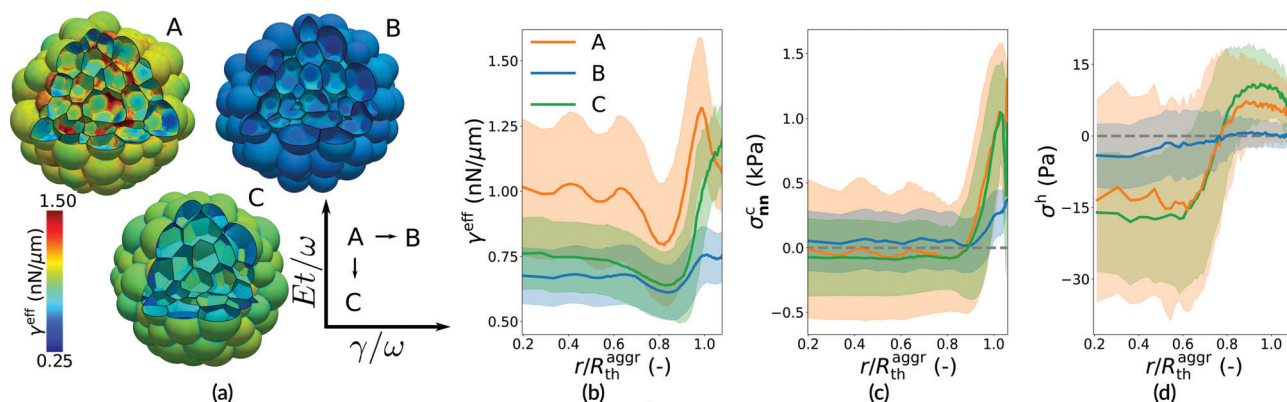 A
B
C
1.50
γ^eff (nN/μm)
0.25
Et/ω
A → B
↓
C
γ/ω
(a)
A
B
C
γ^eff (nN/μm)
1.50
1.25
1.00
0.75
0.50
0.2 0.4 0.6 0.8 1.0
r/R_th^aggr (-)
(b)
σ_nn^c (kPa)
1.5
1.0
0.5
0.0
−0.5
0.2 0.4 0.6 0.8 1.0
r/R_th^aggr (-)
(c)
σ^h (Pa)
15
0
−15
−30
0.2 0.4 0.6 0.8 1.0
r/R_th^aggr (-)
(d)